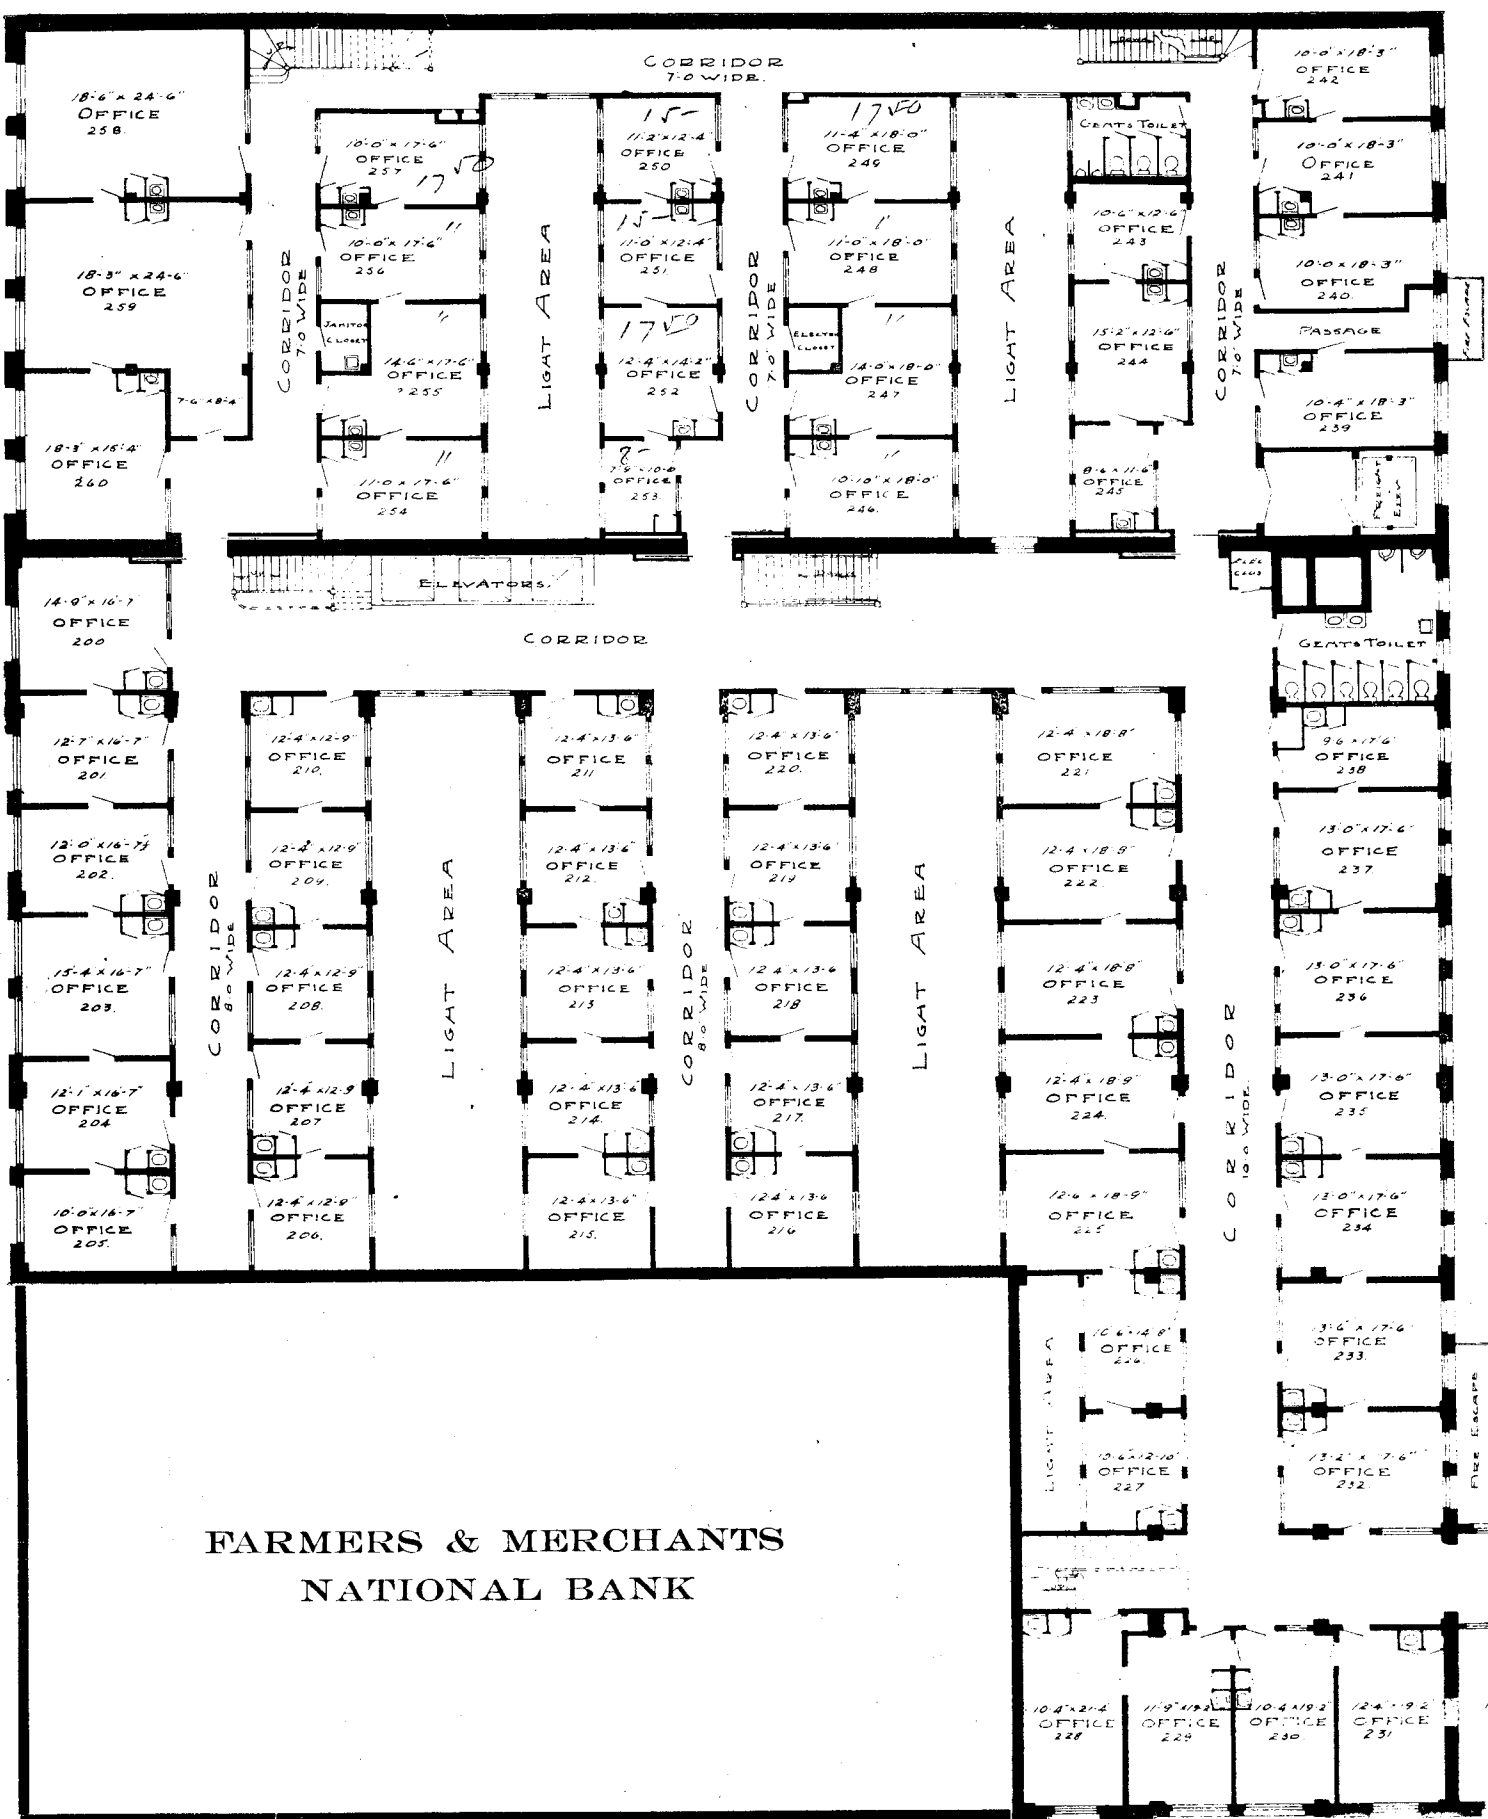 CORRIDOR
7-0 WIDE.
18-6" x 24-6"
OFFICE
258.
10-0" x 17-6"
OFFICE
257
17 50
15-
11-2" x 12-4"
OFFICE
250
17 50
11-4" x 18-0"
OFFICE
249
GENTS TOILET
10-0" x 18-3"
OFFICE
242
10-0" x 18-3"
OFFICE
241
18-3" x 24-6
OFFICE
259
CORRIDOR
7-0 WIDE
10-0" x 17-6"
OFFICE
256
"
LIGHT AREA
15-
11-0" x 12-4"
OFFICE
251.
CORRIDOR
7-0" WIDE
11-0" x 18-0"
OFFICE
248
LIGHT AREA
10-6" x 12-6"
OFFICE
243
CORRIDOR
7-0" WIDE
10-0 x 18-3"
OFFICE
240.
PASSAGE
JANITOR
CLOSET
"
14-6" x 17-6"
OFFICE
255
17 50
12-4" x 14-2"
OFFICE
252
CLOSET
"
14-0 x 18-0"
OFFICE
247
15-2" x 12-6"
OFFICE
244
10-4" x 18-3"
OFFICE
239
7-6" x 8-4"
18-3" x 15-4"
OFFICE
260
"
11-0 x 17-6"
OFFICE
254
8-
OFFICE
253.
"
10-10" x 18-0"
OFFICE
246.
8-6 x 11-6"
OFFICE
245
FREIGHT
ELEV
14-9" x 16-7
OFFICE
200
ELEVATORS.
CORRIDOR
GENTS TOILET
12-7" x 16-7"
OFFICE
201
12-4" x 12-9"
OFFICE
210.
12-4" x 13-6"
OFFICE
211
12-4" x 13-6"
OFFICE
220.
12-4 x 18-8"
OFFICE
221
9-6 x 17-6"
OFFICE
238
12-0" x 16-7½
OFFICE
202.
12-4" x 12-9"
OFFICE
209.
12-4" x 13-6"
OFFICE
212.
12-4" x 13-6"
OFFICE
219
12-4 x 18-8"
OFFICE
222.
13-0" x 17-6"
OFFICE
237.
CORRIDOR
8-0 WIDE
LIGHT AREA
CORRIDOR
8-0 WIDE
LIGHT AREA
15-4 x 16-7"
OFFICE
203.
12-4" x 12-9"
OFFICE
208.
12-4" x 13-6"
OFFICE
213
12-4" x 13-6
OFFICE
218
12-4" x 18-8"
OFFICE
223
13-0" x 17-6"
OFFICE
236
12-1" x 16-7"
OFFICE
204
12-4" x 12-9
OFFICE
207
12-4" x 13-6"
OFFICE
214.
12-4" x 13-6"
OFFICE
217.
12-4 x 18-9"
OFFICE
224.
CORRIDOR
10-0 WIDE.
13-0" x 17-6"
OFFICE
235
10-0" x 16-7"
OFFICE
205.
12-4 x 12-9"
OFFICE
206.
12-4 x 13-6"
OFFICE
215.
12-4" x 13-6
OFFICE
216
12-6 x 18-9"
OFFICE
225
13-0" x 17-6"
OFFICE
234
LIGHT AREA
OFFICE
226.
13-6" x 17-6
OFFICE
233.
10-6" x 12-10"
OFFICE
227
OFFICE
232.
FIRE ESCAPE
FARMERS & MERCHANTS
NATIONAL BANK
10-4" x 21-4"
OFFICE
228
11-9" x 19-2"
OFFICE
229
10-4 x 19-2"
OFFICE
230
OFFICE
231